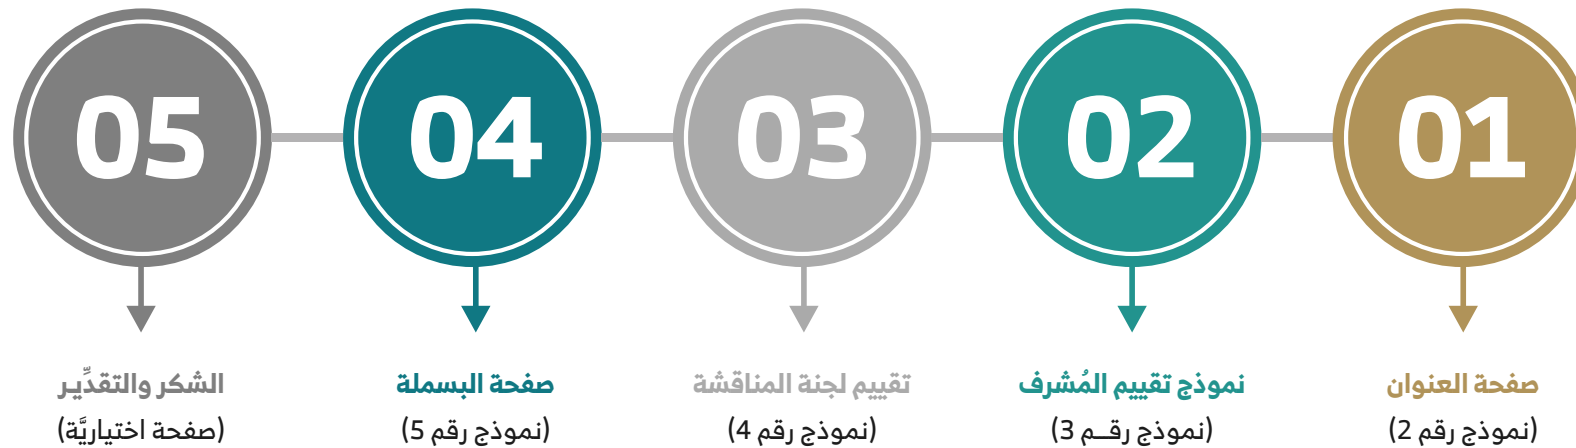 01
صفحة العنوان
(نموذج رقم 2)
02
نموذج تقييم المُشرف
(نموذج رقــم 3)
03
تقييم لجنة المناقشة
(نموذج رقم 4)
04
صفحة البسملة
(نموذج رقم 5)
05
الشكر والتقدِّير
(صفحة اختياريَّة)